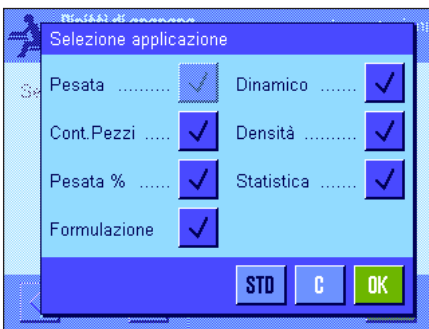 Selezione applicazione
Pesata ......... Dinamico .......
Cont.Pezzi ..... Densità ..........
Pesata % ...... Statistica .......
Formulazione
STD C OK